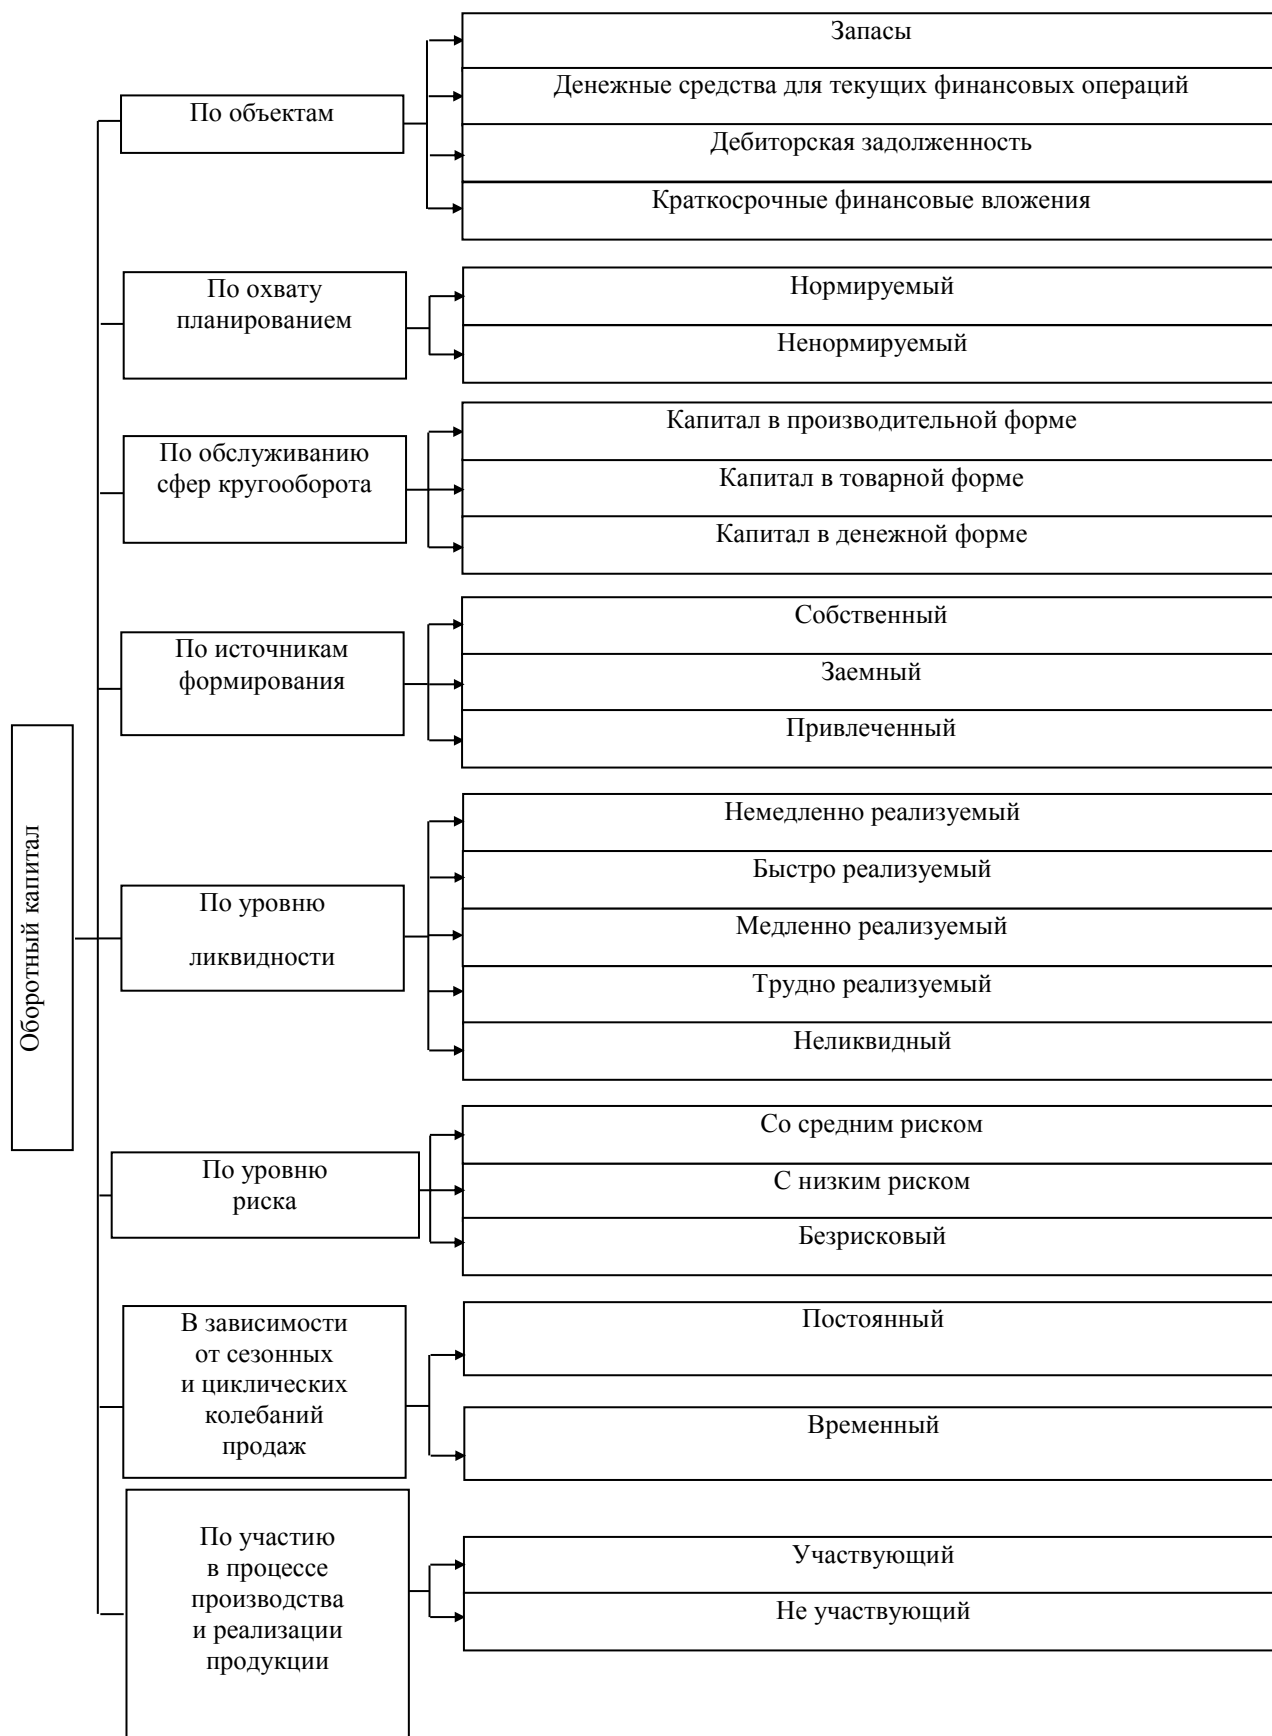 Оборотный капитал
По объектам
Запасы
Денежные средства для текущих финансовых операций
Дебиторская задолженность
Краткосрочные финансовые вложения
По охвату
планированием
Нормируемый
Ненормируемый
По обслуживанию
сфер кругооборота
Капитал в производительной форме
Капитал в товарной форме
Капитал в денежной форме
По источникам
формирования
Собственный
Заемный
Привлеченный
По уровню
ликвидности
Немедленно реализуемый
Быстро реализуемый
Медленно реализуемый
Трудно реализуемый
Неликвидный
По уровню
риска
Со средним риском
С низким риском
Безрисковый
В зависимости
от сезонных
и циклических
колебаний
продаж
Постоянный
Временный
По участию
в процессе
производства
и реализации
продукции
Участвующий
Не участвующий